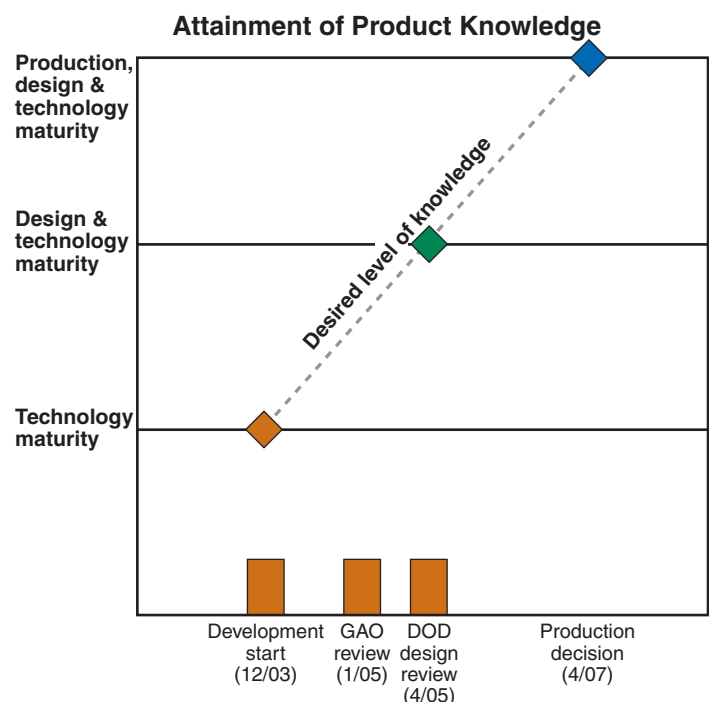 Attainment of Product Knowledge
Production,
design &
technology
maturity
Design &
technology
maturity
Desired level of knowledge
Technology
maturity
Development
start
(12/03)
GAO
review
(1/05)
DOD
design
review
(4/05)
Production
decision
(4/07)